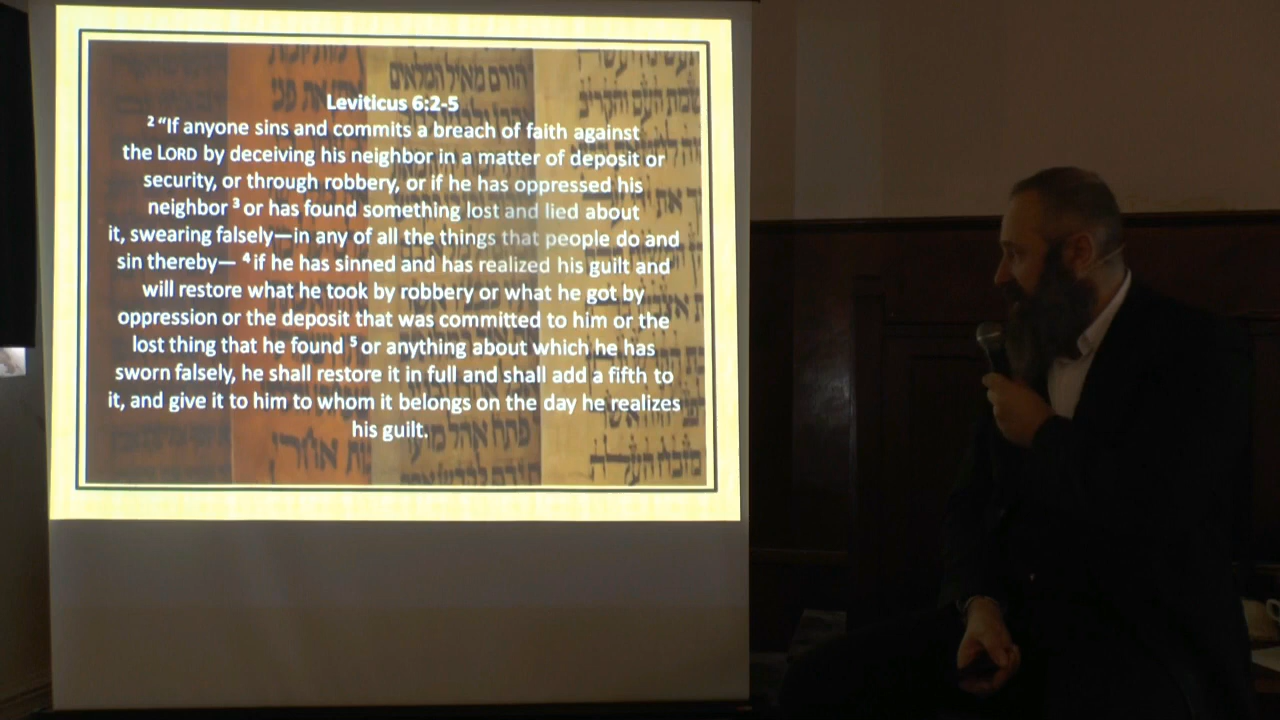 Leviticus 6:2-5
2 “If anyone sins and commits a breach of faith against
the LORD by deceiving his neighbor in a matter of deposit or
security, or through robbery, or if he has oppressed his
neighbor 3 or has found something lost and lied about
it, swearing falsely—in any of all the things that people do and
sin thereby— 4 if he has sinned and has realized his guilt and
will restore what he took by robbery or what he got by
oppression or the deposit that was committed to him or the
lost thing that he found 5 or anything about which he has
sworn falsely, he shall restore it in full and shall add a fifth to
it, and give it to him to whom it belongs on the day he realizes
his guilt.